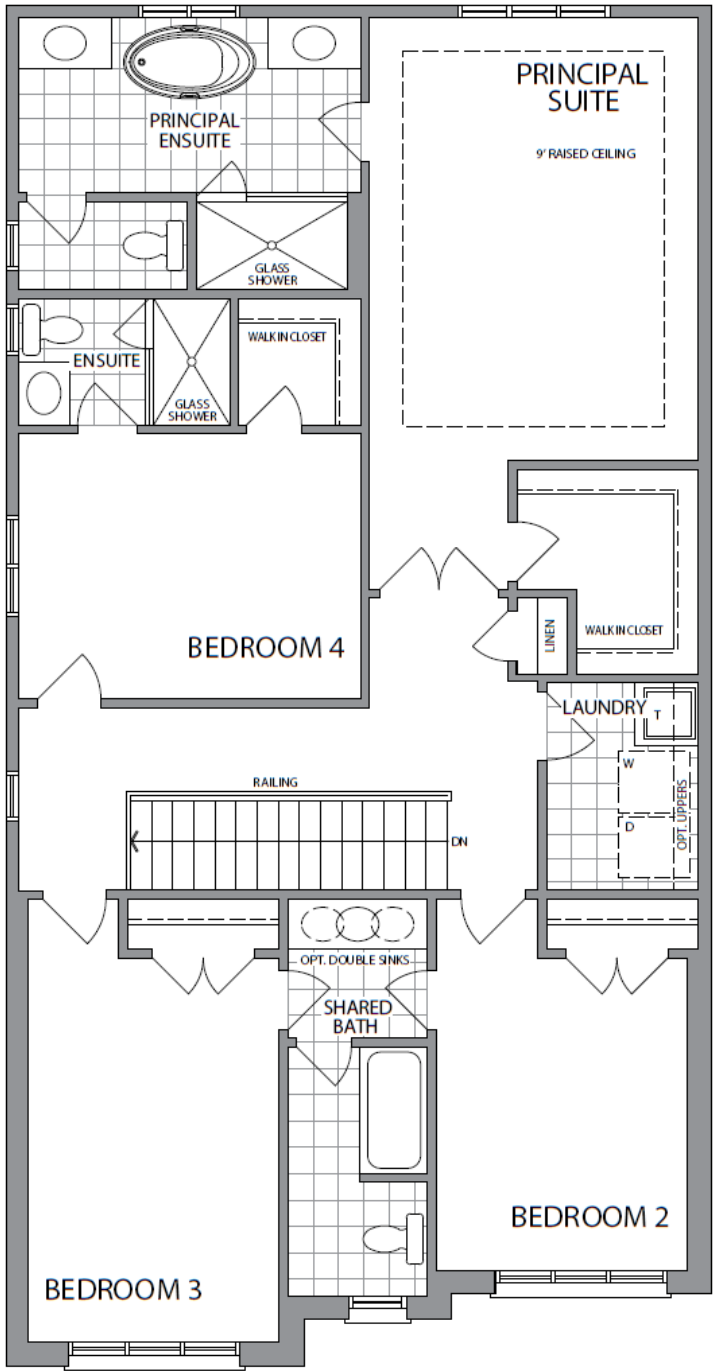 PRINCIPAL
SUITE
9' RAISED CEILING
PRINCIPAL
ENSUITE
GLASS
SHOWER
WALK IN CLOSET
ENSUITE
GLASS
SHOWER
BEDROOM 4
LINEN
WALK IN CLOSET
LAUNDRY
T
W
D
OPT. UPPERS
RAILING
DN
OPT. DOUBLE SINKS
SHARED
BATH
BEDROOM 2
BEDROOM 3